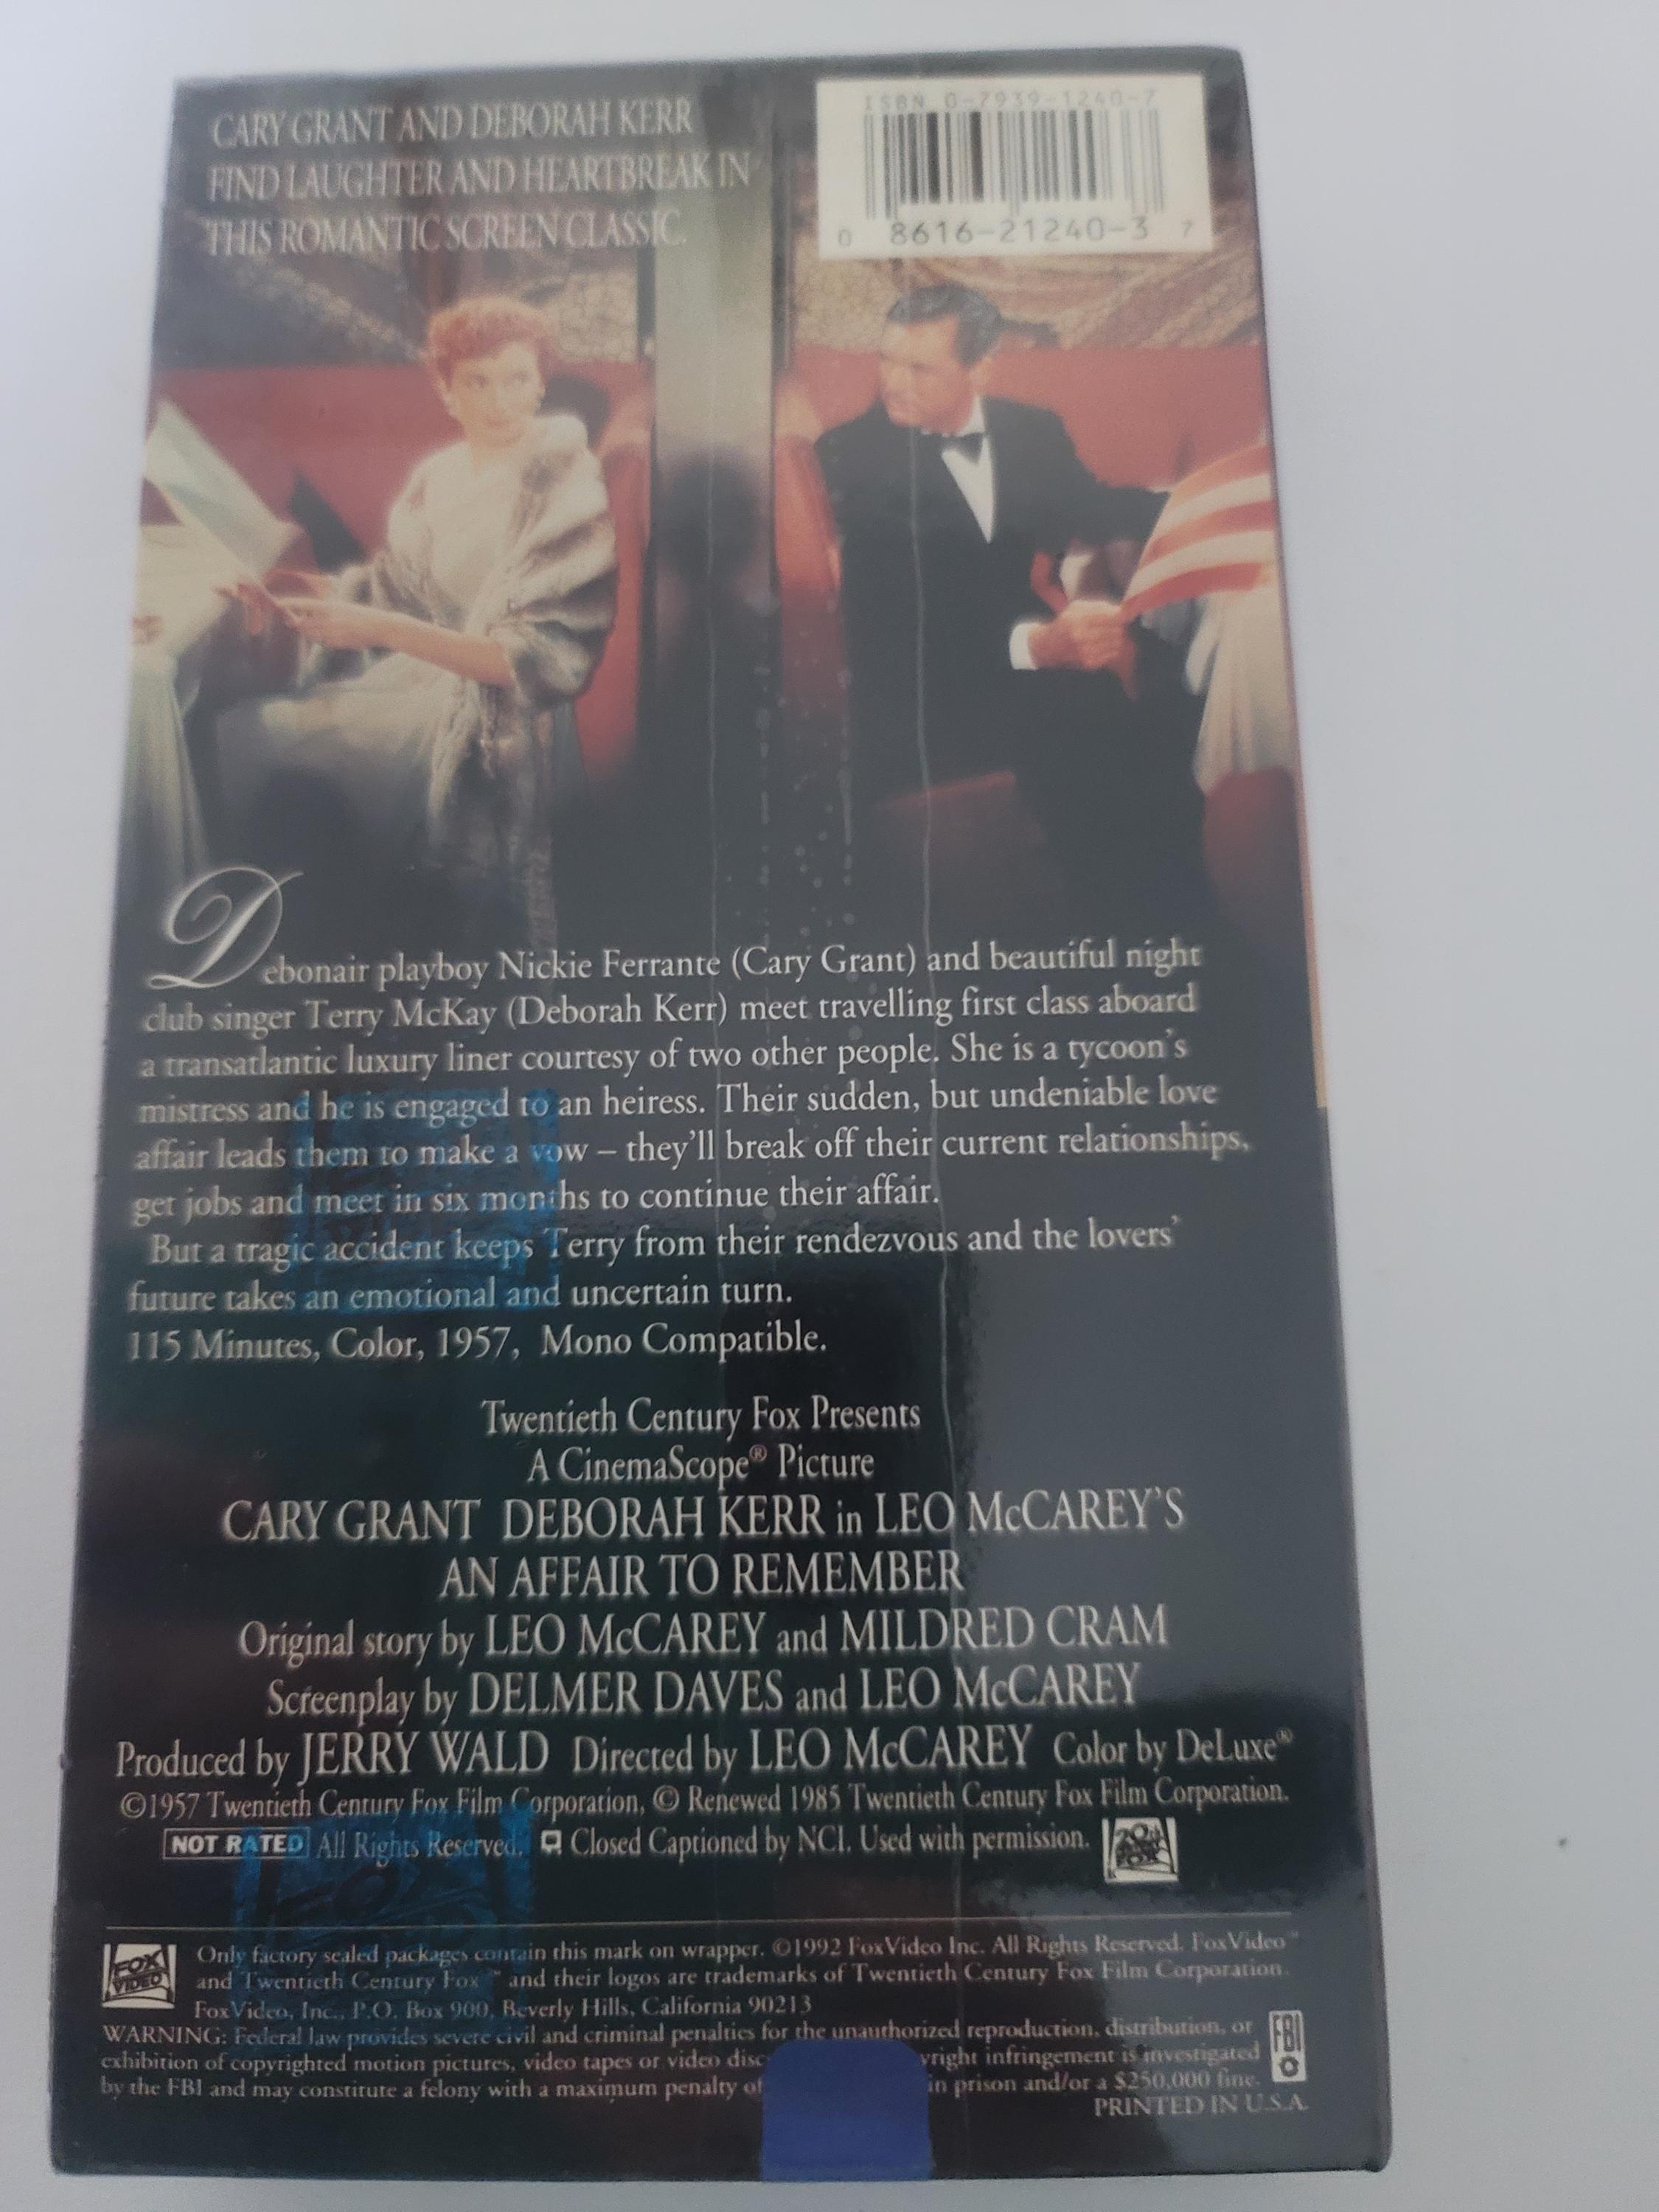 CARY GRANT AND DEBORAH KERR
FIND LAUGHTER AND HEARTBREAK IN
THIS ROMANTIC SCREEN CLASSIC.
ISBN 0-7939-1240-7
0 8616-21240-3 7
Debonair playboy Nickie Ferrante (Cary Grant) and beautiful night
club singer Terry McKay (Deborah Kerr) meet travelling first class aboard
a transatlantic luxury liner courtesy of two other people. She is a tycoon's
mistress and he is engaged to an heiress. Their sudden, but undeniable love
affair leads them to make a vow – they'll break off their current relationships,
get jobs and meet in six months to continue their affair.
But a tragic accident keeps Terry from their rendezvous and the lovers'
future takes an emotional and uncertain turn.
115 Minutes, Color, 1957, Mono Compatible.
Twentieth Century Fox Presents
A CinemaScope® Picture
CARY GRANT DEBORAH KERR in LEO McCAREY'S
AN AFFAIR TO REMEMBER
Original story by LEO McCAREY and MILDRED CRAM
Screenplay by DELMER DAVES and LEO McCAREY
Produced by JERRY WALD Directed by LEO McCAREY Color by DeLuxe®
©1957 Twentieth Century Fox Film Corporation, © Renewed 1985 Twentieth Century Fox Film Corporation.
NOT RATED All Rights Reserved. Closed Captioned by NCI. Used with permission. 20th CENTURY FOX
FOX VIDEO
Only factory sealed packages contain this mark on wrapper. ©1992 FoxVideo Inc. All Rights Reserved. FoxVideo™
and Twentieth Century Fox™ and their logos are trademarks of Twentieth Century Fox Film Corporation.
FoxVideo, Inc., P.O. Box 900, Beverly Hills, California 90213
WARNING: Federal law provides severe civil and criminal penalties for the unauthorized reproduction, distribution, or
exhibition of copyrighted motion pictures, video tapes or video disc yright infringement is investigated
by the FBI and may constitute a felony with a maximum penalty of in prison and/or a $250,000 fine.
FBI
PRINTED IN U.S.A.